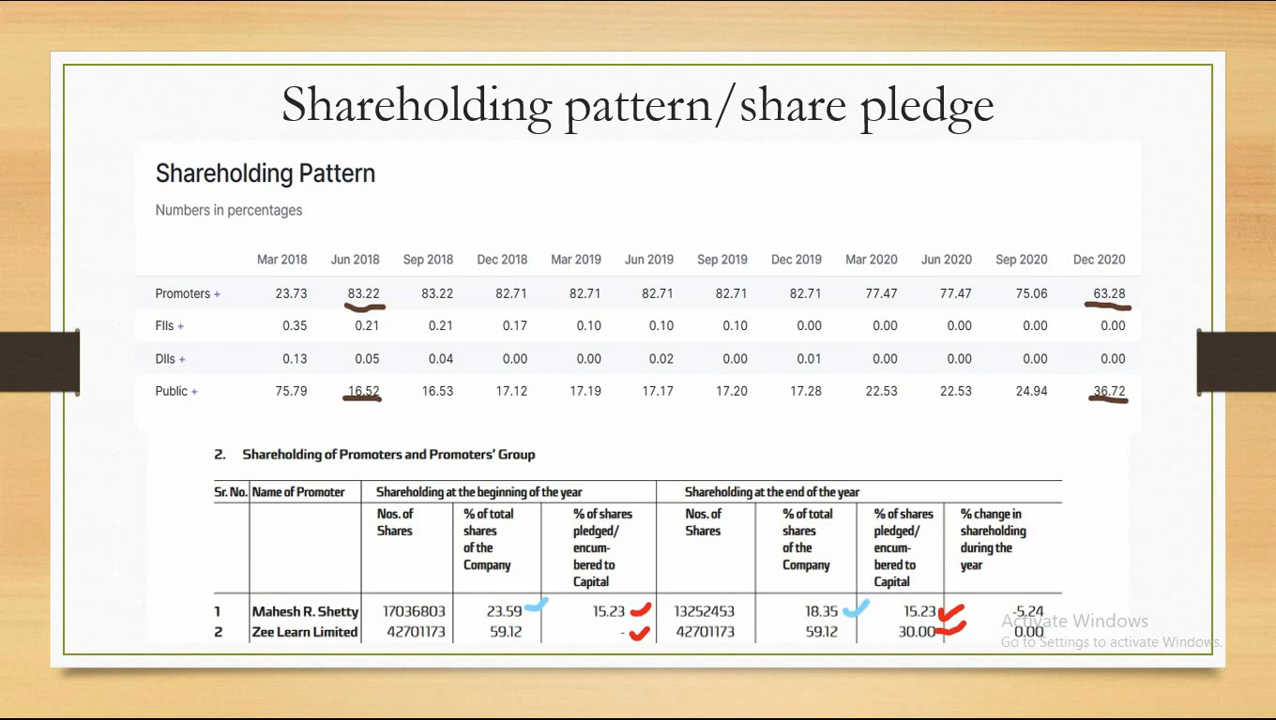 Shareholding pattern/share pledge
Shareholding Pattern
Numbers in percentages
Mar 2018 Jun 2018 Sep 2018 Dec 2018 Mar 2019 Jun 2019 Sep 2019 Dec 2019 Mar 2020 Jun 2020 Sep 2020 Dec 2020
Promoters + 23.73 83.22 83.22 82.71 82.71 82.71 82.71 82.71 77.47 77.47 75.06 63.28
FIIs + 0.35 0.21 0.21 0.17 0.10 0.10 0.10 0.00 0.00 0.00 0.00 0.00
DIIs + 0.13 0.05 0.04 0.00 0.00 0.02 0.00 0.01 0.00 0.00 0.00 0.00
Public + 75.79 16.52 16.53 17.12 17.19 17.17 17.20 17.28 22.53 22.53 24.94 36.72
2. Shareholding of Promoters and Promoters' Group
Sr. No. Name of Promoter Shareholding at the beginning of the year Shareholding at the end of the year
Nos. of % of total % of shares Nos. of % of total % of shares % change in
Shares shares pledged/ Shares shares pledged/ shareholding
of the encum- of the encum- during the
Company bered to Company bered to year
Capital Capital
1 Mahesh R. Shetty 17036803 23.59 15.23 13252453 18.35 15.23 -5.24
2 Zee Learn Limited 42701173 59.12 - 42701173 59.12 30.00 0.00
Activate Windows
Go to Settings to activate Windows.